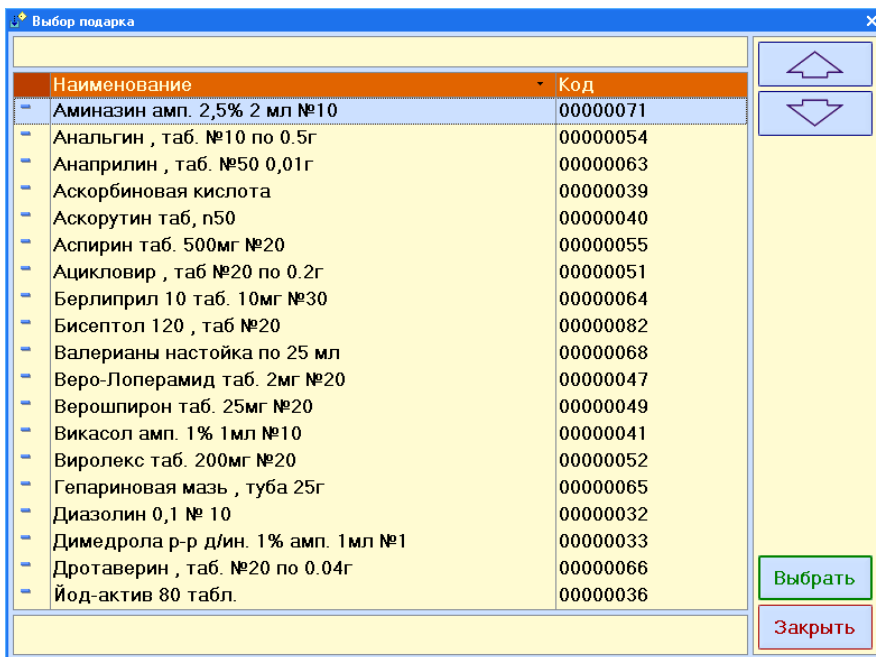 Выбор подарка
Наименование Код
Аминазин амп. 2,5% 2 мл №10 00000071
Анальгин , таб. №10 по 0.5г 00000054
Анаприлин , таб. №50 0,01г 00000063
Аскорбиновая кислота 00000039
Аскорутин таб, n50 00000040
Аспирин таб. 500мг №20 00000055
Ацикловир , таб №20 по 0.2г 00000051
Берлиприл 10 таб. 10мг №30 00000064
Бисептол 120 , таб №20 00000082
Валерианы настойка по 25 мл 00000068
Веро-Лоперамид таб. 2мг №20 00000047
Верошпирон таб. 25мг №20 00000049
Викасол амп. 1% 1мл №10 00000041
Виролекс таб. 200мг №20 00000052
Гепариновая мазь , туба 25г 00000065
Диазолин 0,1 № 10 00000032
Димедрола р-р д/ин. 1% амп. 1мл №1 00000033
Дротаверин , таб. №20 по 0.04г 00000066
Йод-актив 80 табл. 00000036
Выбрать
Закрыть